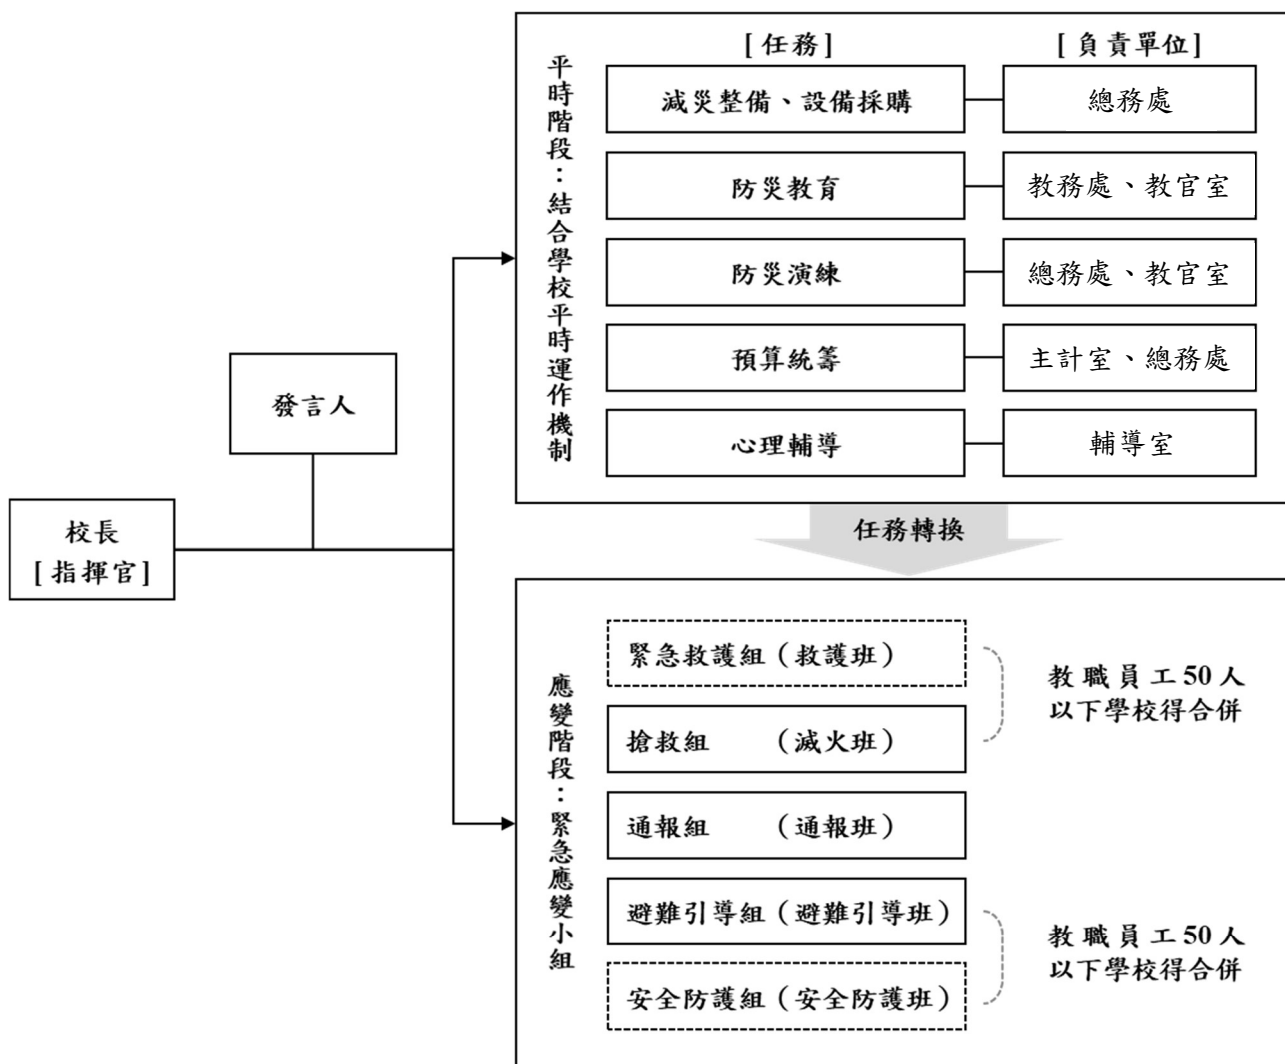 [任務]
[負責單位]
平時階段：結合學校平時運作機制
減災整備、設備採購
總務處
防災教育
教務處、教官室
防災演練
總務處、教官室
預算統籌
主計室、總務處
心理輔導
輔導室
發言人
校長
[指揮官]
任務轉換
應變階段：緊急應變小組
緊急救護組（救護班）
搶救組　　（滅火班）
教職員工50人
以下學校得合併
通報組　　（通報班）
避難引導組（避難引導班）
安全防護組（安全防護班）
教職員工50人
以下學校得合併